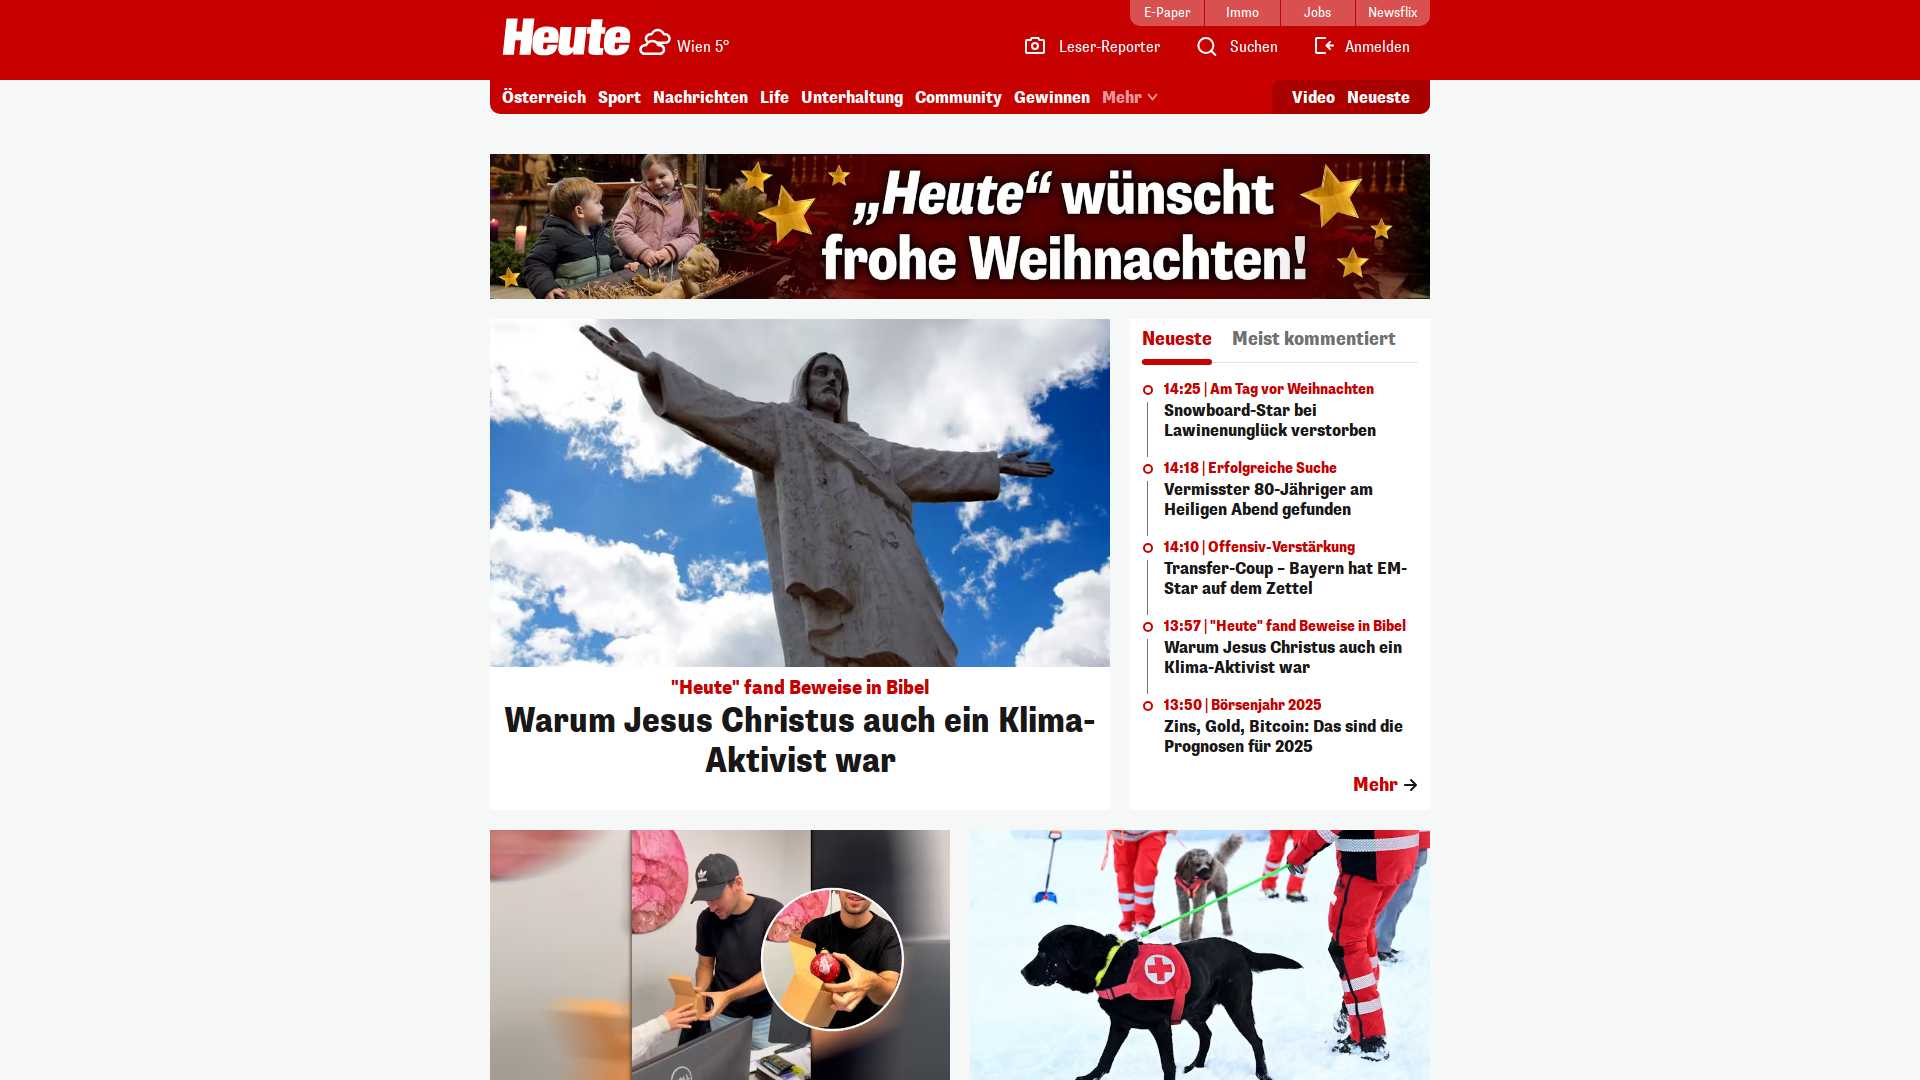 E-Paper
Immo
Jobs
Newsflix
Heute
Wien 5°
Leser-Reporter
Suchen
Anmelden
Österreich
Sport
Nachrichten
Life
Unterhaltung
Community
Gewinnen
Mehr
Video
Neueste
„Heute“ wünscht
frohe Weihnachten!
"Heute" fand Beweise in Bibel
Warum Jesus Christus auch ein Klima-
Aktivist war
Neueste
Meist kommentiert
14:25 | Am Tag vor Weihnachten
Snowboard-Star bei
Lawinenunglück verstorben
14:18 | Erfolgreiche Suche
Vermisster 80-Jähriger am
Heiligen Abend gefunden
14:10 | Offensiv-Verstärkung
Transfer-Coup – Bayern hat EM-
Star auf dem Zettel
13:57 | "Heute" fand Beweise in Bibel
Warum Jesus Christus auch ein
Klima-Aktivist war
13:50 | Börsenjahr 2025
Zins, Gold, Bitcoin: Das sind die
Prognosen für 2025
Mehr